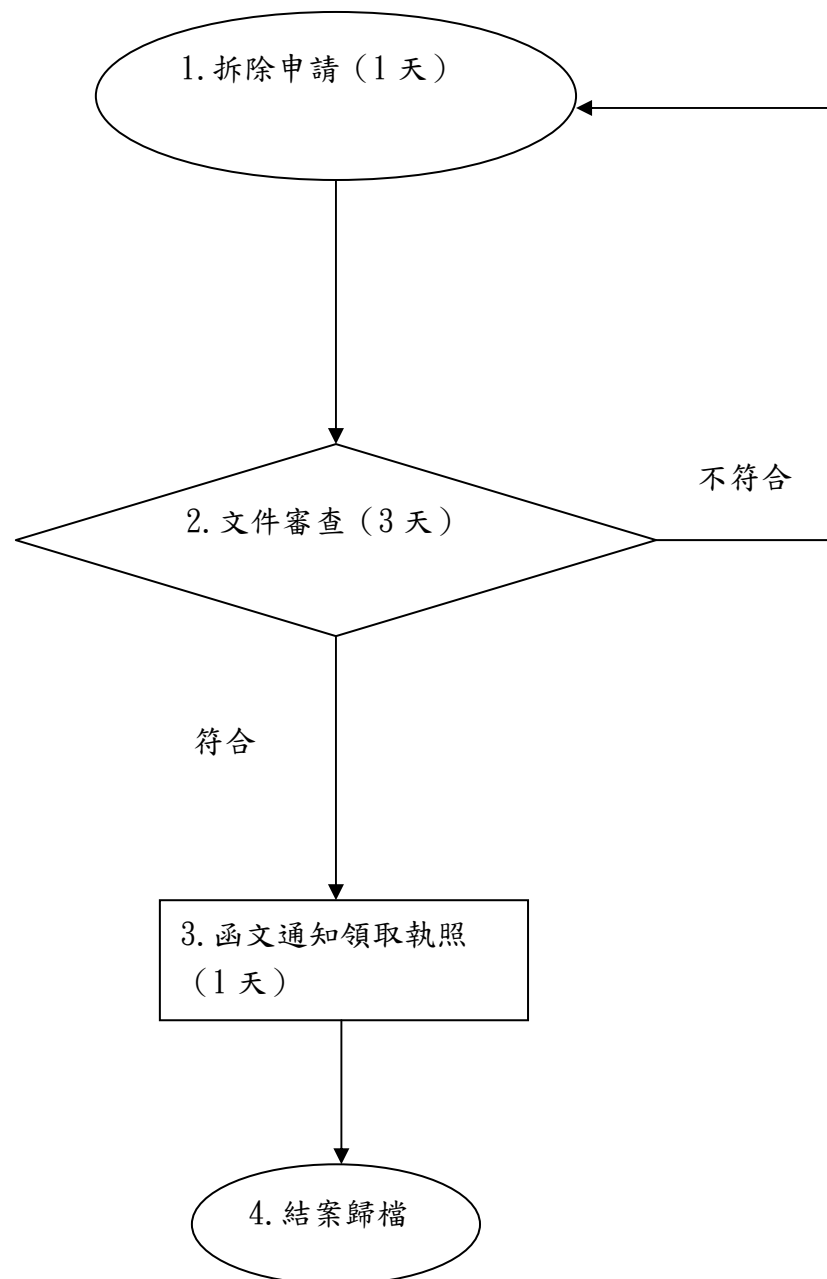 1.拆除申請（1天）
2.文件審查（3天）
不符合
符合
3.函文通知領取執照
（1天）
4.結案歸檔